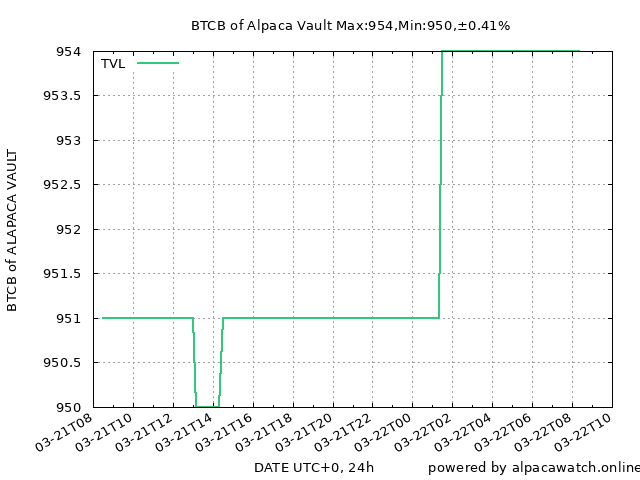 BTCB of Alpaca Vault Max:954,Min:950,±0.41%
TVL
BTCB of ALAPACA VAULT
954
953.5
953
952.5
952
951.5
951
950.5
950
03-21T08
03-21T10
03-21T12
03-21T14
03-21T16
03-21T18
03-21T20
03-21T22
03-22T00
03-22T02
03-22T04
03-22T06
03-22T08
03-22T10
DATE UTC+0, 24h
powered by alpacawatch.online